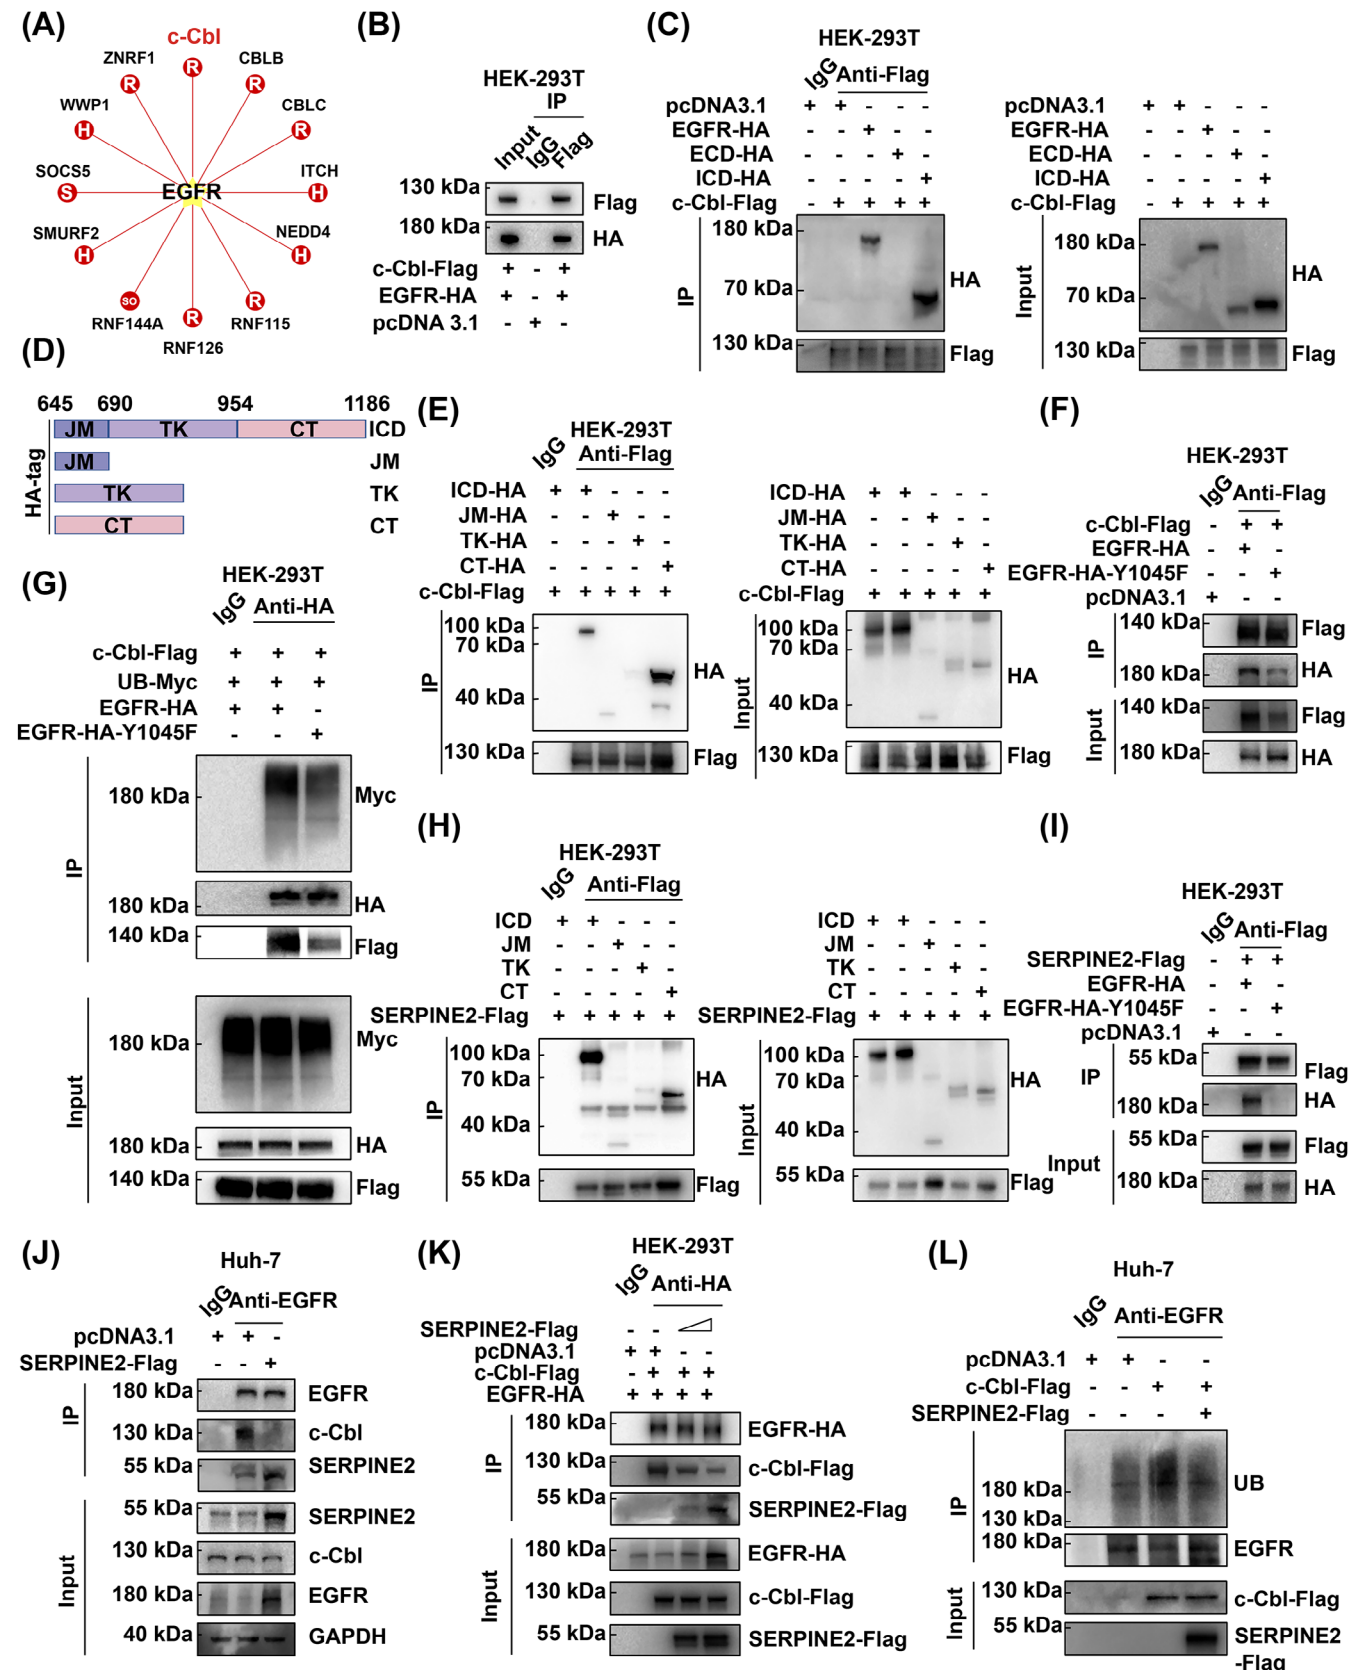 (A)
c-Cbl
ZNRF1
CBLB
R
R
R
WWP1
CBLC
H
R
SOCS5
ITCH
S
EGFR
H
SMURF2
NEDD4
H
H
SO
R
RNF144A
R
RNF115
RNF126
(B)
HEK-293T
IP
Input
IgG
Flag
130 kDa
Flag
180 kDa
HA
c-Cbl-Flag + - +
EGFR-HA + - +
pcDNA 3.1 - + -
(C)
HEK-293T
IgG
Anti-Flag
pcDNA3.1 + + - - -
EGFR-HA - - + - -
ECD-HA - - - + -
ICD-HA - - - - +
c-Cbl-Flag - + + + +
IP
180 kDa
70 kDa
HA
130 kDa
Flag
pcDNA3.1 + + - - -
EGFR-HA - - + - -
ECD-HA - - - + -
ICD-HA - - - - +
c-Cbl-Flag - + + + +
Input
180 kDa
70 kDa
HA
130 kDa
Flag
(D)
645 690 954 1186
HA-tag
JM TK CT ICD
JM JM
TK TK
CT CT
(E)
HEK-293T
IgG
Anti-Flag
ICD-HA + + - - -
JM-HA - - + - -
TK-HA - - - + -
CT-HA - - - - +
c-Cbl-Flag + + + + +
IP
100 kDa
70 kDa
HA
40 kDa
130 kDa
Flag
ICD-HA + + - - -
JM-HA - - + - -
TK-HA - - - + -
CT-HA - - - - +
c-Cbl-Flag + + + + +
Input
100 kDa
70 kDa
HA
40 kDa
130 kDa
Flag
(F)
HEK-293T
IgG
Anti-Flag
c-Cbl-Flag - + +
EGFR-HA - + -
EGFR-HA-Y1045F - - +
pcDNA3.1 + - -
IP
140 kDa
Flag
180 kDa
HA
Input
140 kDa
Flag
180 kDa
HA
(G)
HEK-293T
IgG
Anti-HA
c-Cbl-Flag + + +
UB-Myc + + +
EGFR-HA + + -
EGFR-HA-Y1045F - - +
IP
180 kDa
Myc
180 kDa
HA
140 kDa
Flag
Input
180 kDa
Myc
180 kDa
HA
140 kDa
Flag
(H)
HEK-293T
IgG
Anti-Flag
ICD + + - - -
JM - - + - -
TK - - - + -
CT - - - - +
SERPINE2-Flag + + + + +
IP
100 kDa
70 kDa
HA
40 kDa
55 kDa
Flag
ICD + + - - -
JM - - + - -
TK - - - + -
CT - - - - +
SERPINE2-Flag + + + + +
Input
100 kDa
70 kDa
HA
40 kDa
55 kDa
Flag
(I)
HEK-293T
IgG
Anti-Flag
SERPINE2-Flag - + +
EGFR-HA - + -
EGFR-HA-Y1045F - - +
pcDNA3.1 + - -
IP
55 kDa
Flag
180 kDa
HA
Input
55 kDa
Flag
180 kDa
HA
(J)
Huh-7
IgG
Anti-EGFR
pcDNA3.1 + + -
SERPINE2-Flag - - +
IP
180 kDa
EGFR
130 kDa
c-Cbl
55 kDa
SERPINE2
Input
55 kDa
SERPINE2
130 kDa
c-Cbl
180 kDa
EGFR
40 kDa
GAPDH
(K)
HEK-293T
IgG
Anti-HA
SERPINE2-Flag - -
pcDNA3.1 + + - -
c-Cbl-Flag - + + +
EGFR-HA + + + +
IP
180 kDa
EGFR-HA
130 kDa
c-Cbl-Flag
55 kDa
SERPINE2-Flag
Input
180 kDa
EGFR-HA
130 kDa
c-Cbl-Flag
55 kDa
SERPINE2-Flag
(L)
Huh-7
IgG
Anti-EGFR
pcDNA3.1 + + - -
c-Cbl-Flag - - + +
SERPINE2-Flag - - - +
IP
180 kDa
UB
130 kDa
180 kDa
EGFR
Input
130 kDa
c-Cbl-Flag
55 kDa
SERPINE2
-Flag